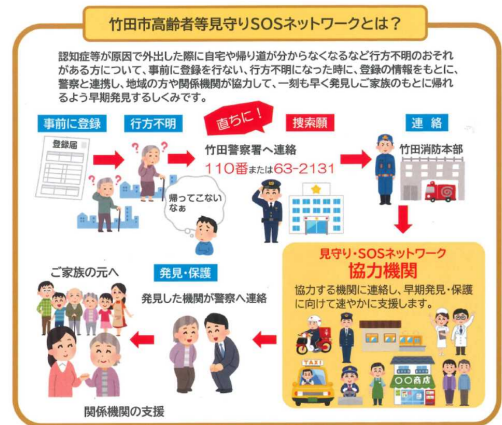 竹田市高齢者等見守りSOSネットワークとは？
認知症等が原因で外出した際に自宅や帰り道が分からなくなるなど行方不明のおそれ
がある方について、事前に登録を行ない、行方不明になった時に、登録の情報をもとに、
警察と連携し、地域の方や関係機関が協力して、一刻も早く発見しご家族のもとに帰れ
るよう早期発見するしくみです。
事前に登録
行方不明
直ちに！
捜索願
連絡
登録届
竹田警察署へ連絡
110番または63-2131
竹田消防本部
帰ってこない
なぁ
見守り・SOSネットワーク
協力機関
協力する機関に連絡し、早期発見・保護
に向けて速やかに支援します。
TAXI
〇〇商店
発見・保護
発見した機関が警察へ連絡
ご家族の元へ
関係機関の支援